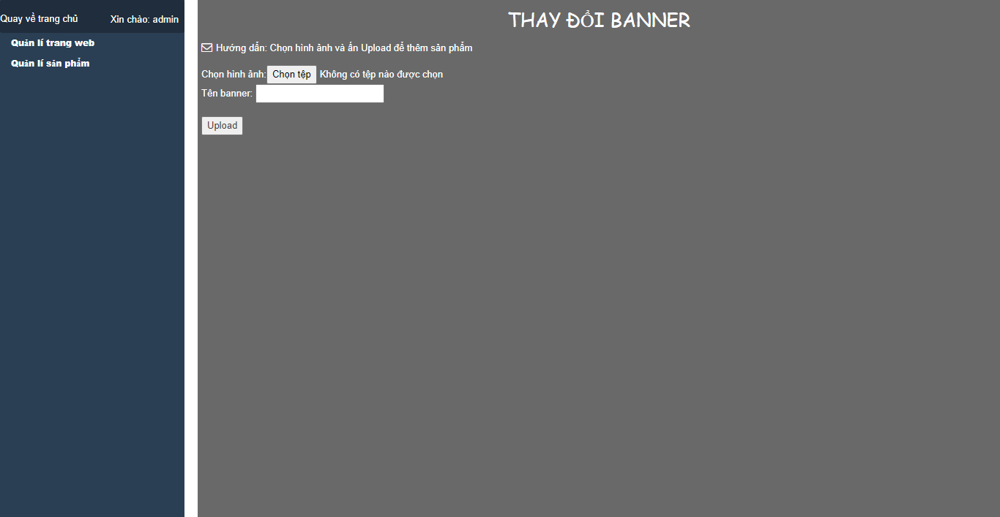 Quay về trang chủ Xin chào: admin
Quản lí trang web
Quản lí sản phẩm
THAY ĐỔI BANNER
Hướng dẫn: Chọn hình ảnh và ấn Upload để thêm sản phẩm
Chọn hình ảnh: Chọn tệp Không có tệp nào được chọn
Tên banner:
Upload